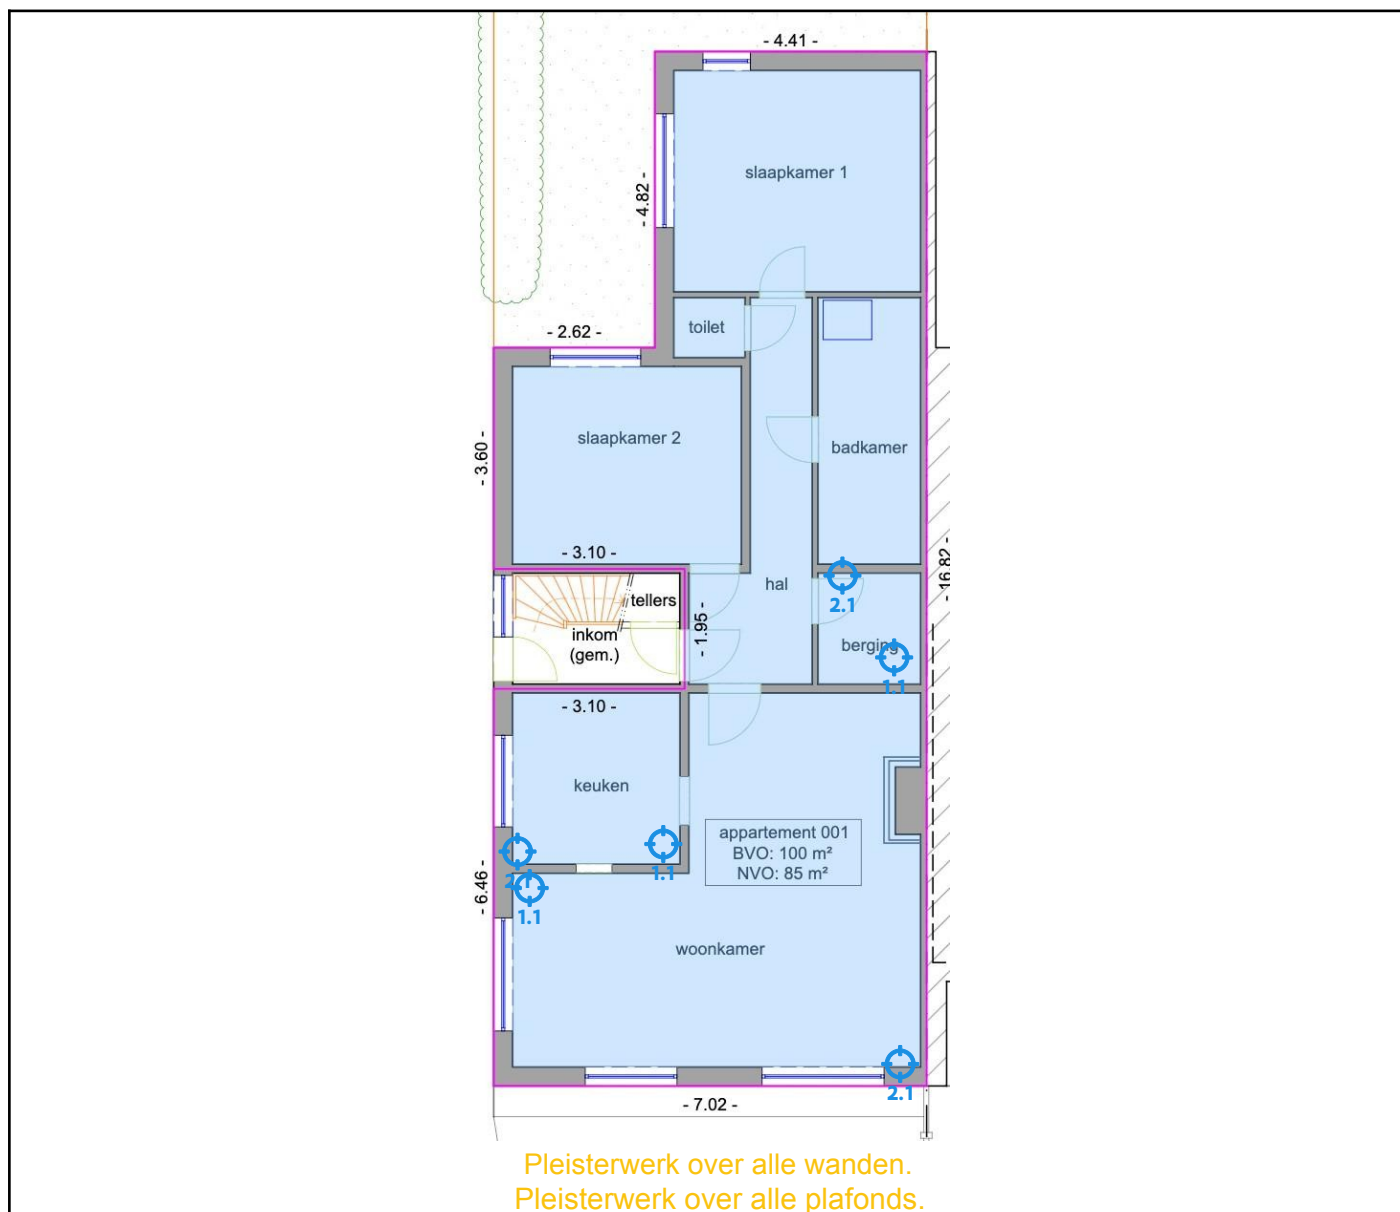 - 4.41 -
slaapkamer 1
- 4.82 -
toilet
- 2.62 -
slaapkamer 2
- 3.60 -
badkamer
- 3.10 -
- 16.82 -
hal
2.1
tellers
inkom
(gem.)
- 1.95 -
berging
1.1
- 3.10 -
keuken
appartement 001
BVO: 100 m²
NVO: 85 m²
1.1
- 6.46 -
1.1
woonkamer
2.1
- 7.02 -
Pleisterwerk over alle wanden.
Pleisterwerk over alle plafonds.